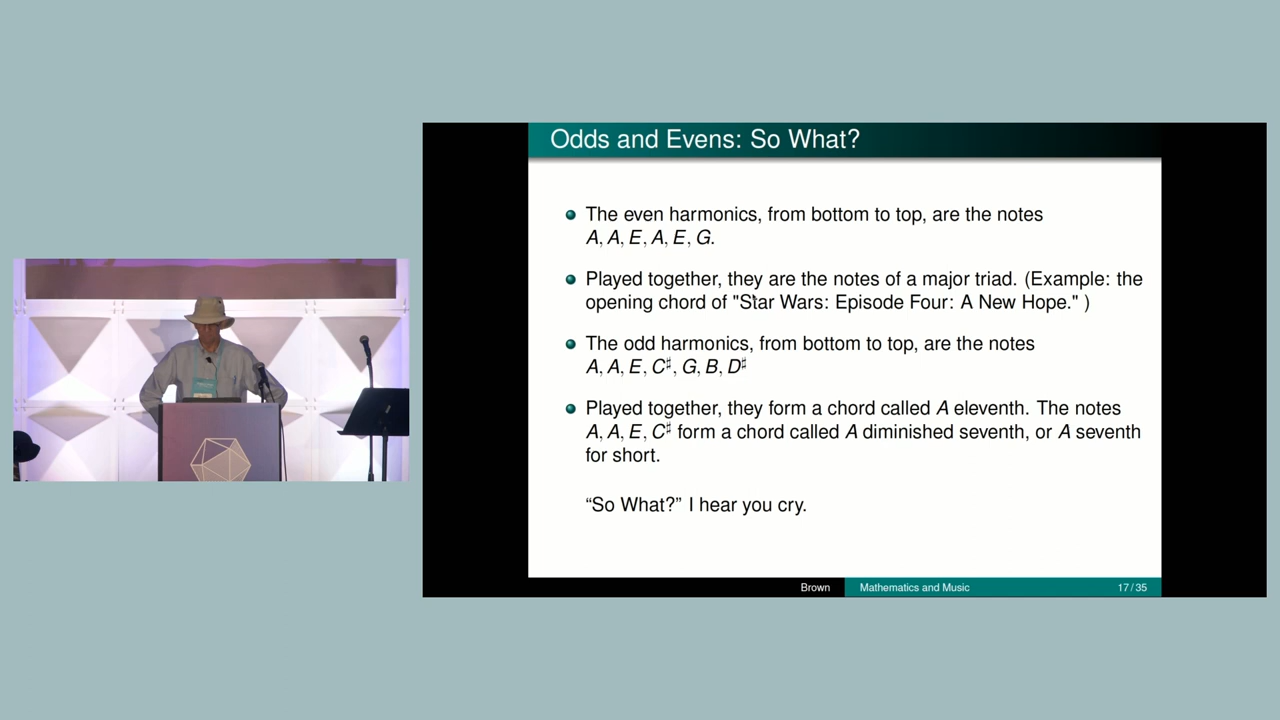 Odds and Evens: So What?
The even harmonics, from bottom to top, are the notes
A, A, E, A, E, G.
Played together, they are the notes of a major triad. (Example: the
opening chord of "Star Wars: Episode Four: A New Hope." )
The odd harmonics, from bottom to top, are the notes
A, A, E, C♯, G, B, D♯
Played together, they form a chord called A eleventh. The notes
A, A, E, C♯ form a chord called A diminished seventh, or A seventh
for short.
“So What?” I hear you cry.
Brown
Mathematics and Music
17/35